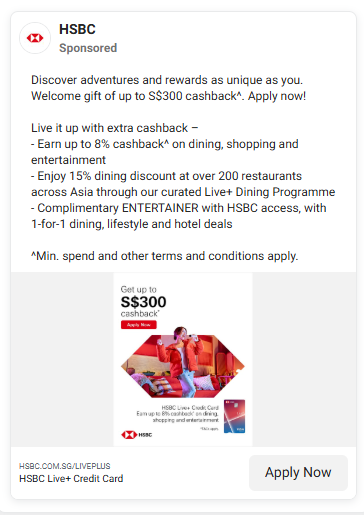 HSBC
Sponsored
Discover adventures and rewards as unique as you.
Welcome gift of up to S$300 cashback^. Apply now!
Live it up with extra cashback –
- Earn up to 8% cashback^ on dining, shopping and
entertainment
- Enjoy 15% dining discount at over 200 restaurants
across Asia through our curated Live+ Dining Programme
- Complimentary ENTERTAINER with HSBC access, with
1-for-1 dining, lifestyle and hotel deals
^Min. spend and other terms and conditions apply.
Get up to
S$300
cashback^
Apply Now
HSBC Live+ Credit Card
Earn up to 8% cashback^ on dining,
shopping and entertainment
HSBC
HSBC.COM.SG/LIVEPLUS
HSBC Live+ Credit Card
Apply Now